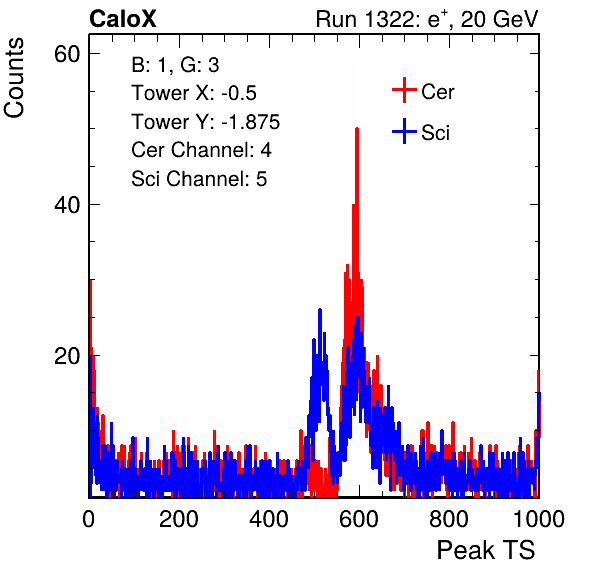 CaloX Run 1322: e⁺, 20 GeV
Counts
60
40
20
B: 1, G: 3
Tower X: -0.5
Tower Y: -1.875
Cer Channel: 4
Sci Channel: 5
Cer
Sci
0 200 400 600 800 1000
Peak TS